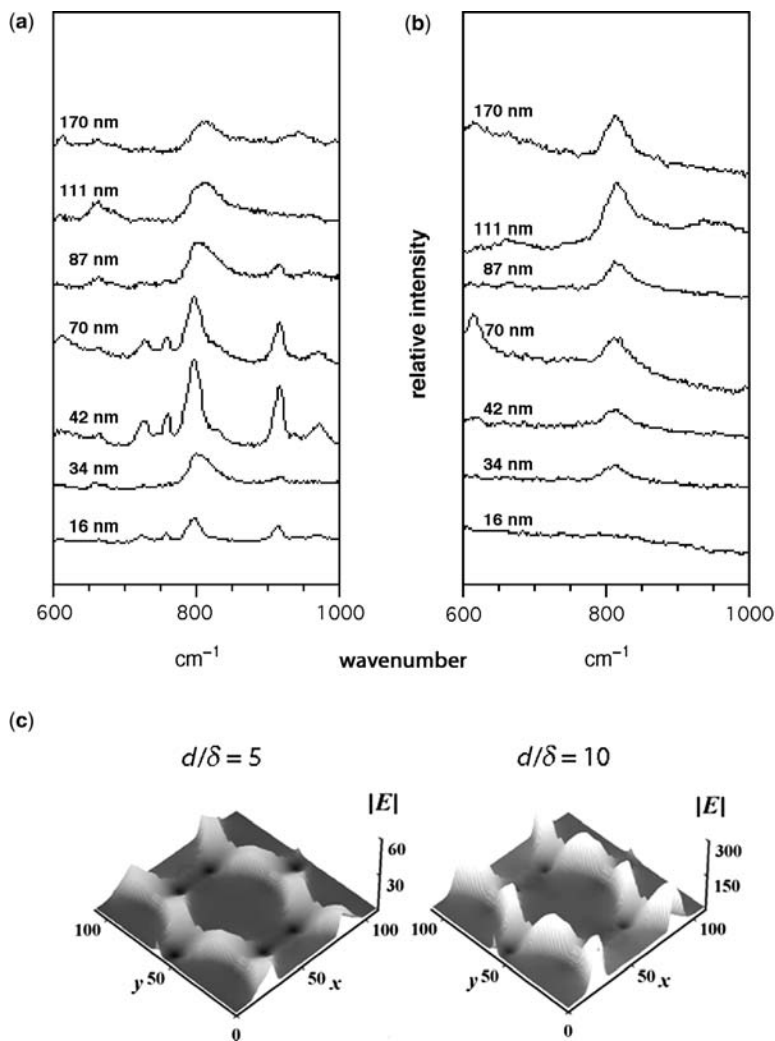 (a)
170 nm
111 nm
87 nm
70 nm
42 nm
34 nm
16 nm
600 800 1000
cm⁻¹
(b)
relative intensity
170 nm
111 nm
87 nm
70 nm
42 nm
34 nm
16 nm
600 800 1000
cm⁻¹
wavenumber
(c)
d/δ = 5
|E|
60
30
100
y 50
0
50 x
100
d/δ = 10
|E|
300
150
100
y 50
0
50 x
100